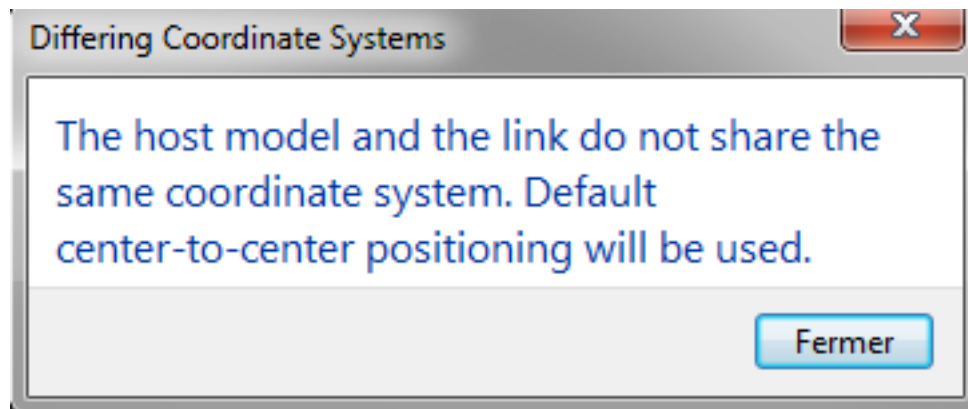 Differing Coordinate Systems
The host model and the link do not share the
same coordinate system. Default
center-to-center positioning will be used.
Fermer